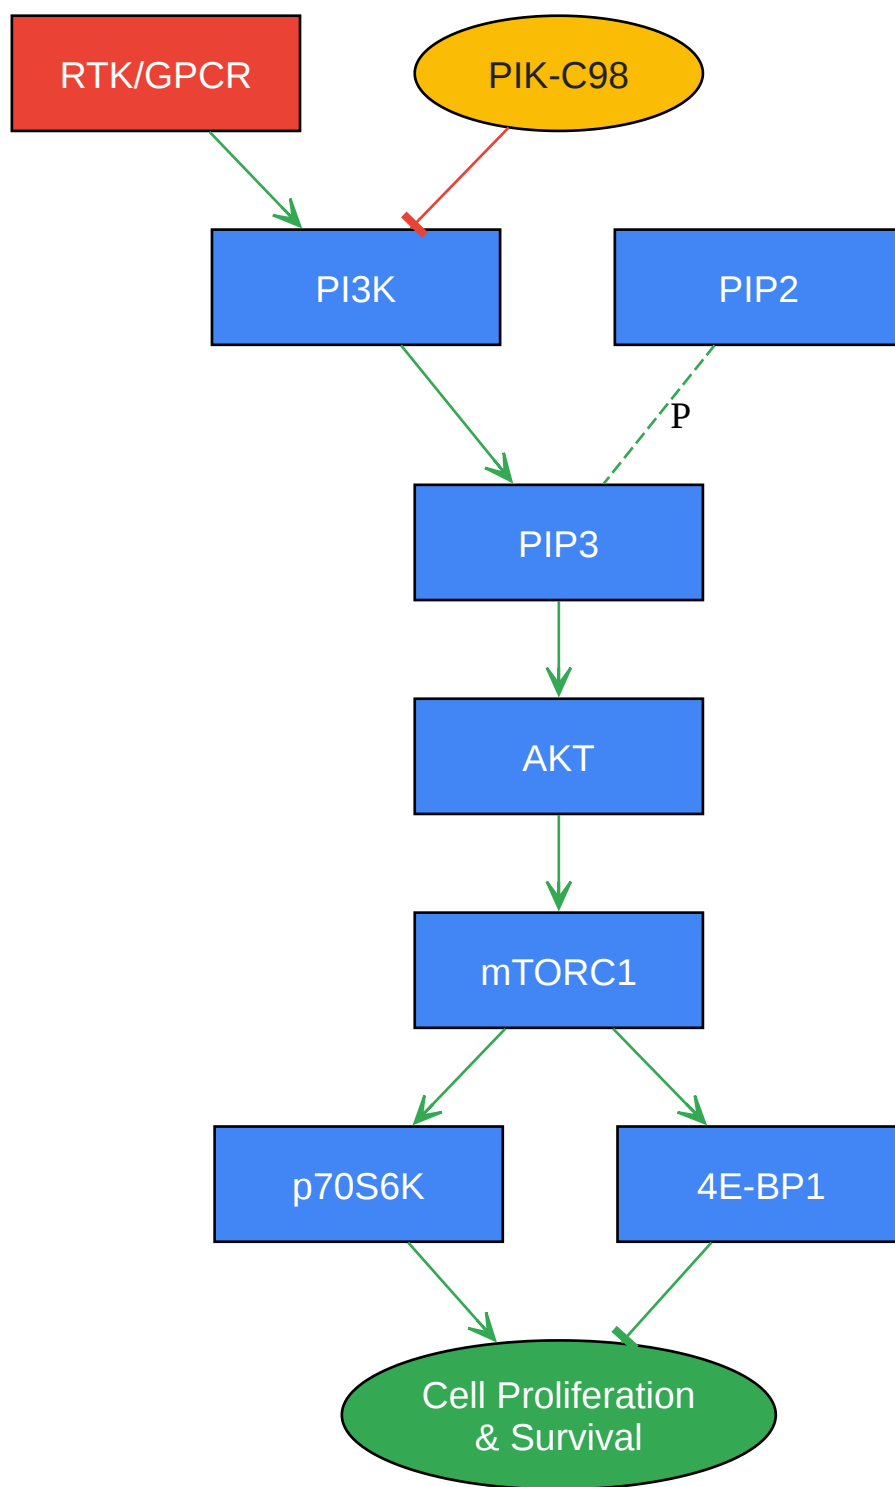 RTK/GPCR
PIK-C98
PI3K
PIP2
P
PIP3
AKT
mTORC1
p70S6K
4E-BP1
Cell Proliferation
& Survival